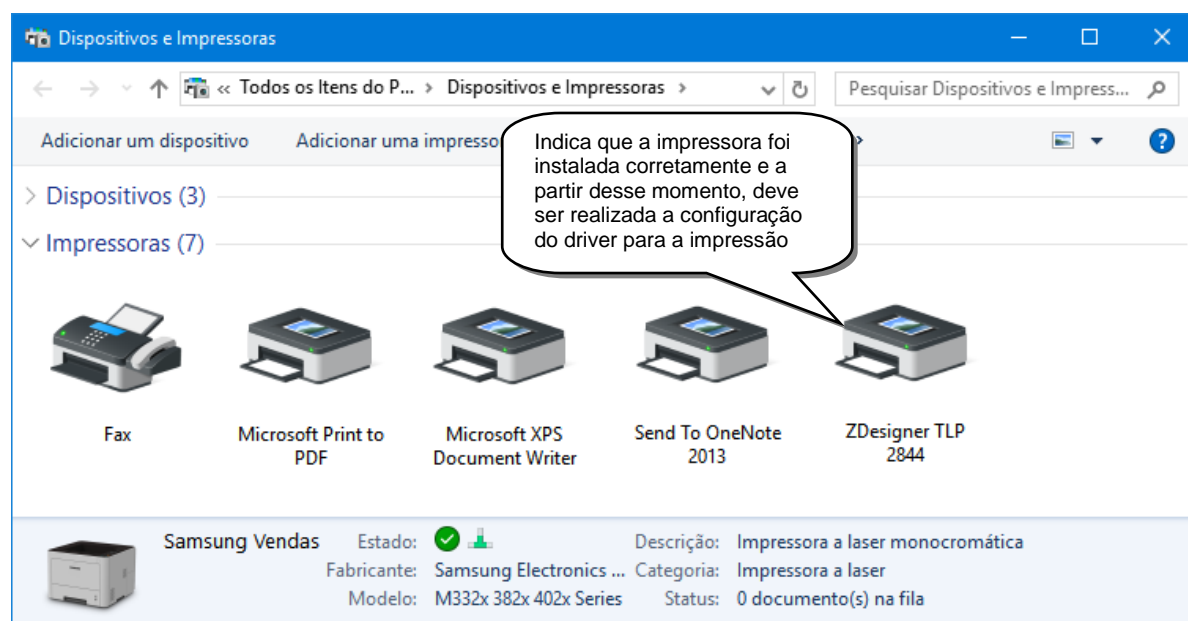 Dispositivos e Impressoras
« Todos os Itens do P... > Dispositivos e Impressoras >
Pesquisar Dispositivos e Impress...
Adicionar um dispositivo Adicionar uma impresso
Indica que a impressora foi
instalada corretamente e a
partir desse momento, deve
ser realizada a configuração
do driver para a impressão
Dispositivos (3)
Impressoras (7)
Fax
Microsoft Print to
PDF
Microsoft XPS
Document Writer
Send To OneNote
2013
ZDesigner TLP
2844
Samsung Vendas Estado: Descrição: Impressora a laser monocromática
Fabricante: Samsung Electronics ... Categoria: Impressora a laser
Modelo: M332x 382x 402x Series Status: 0 documento(s) na fila